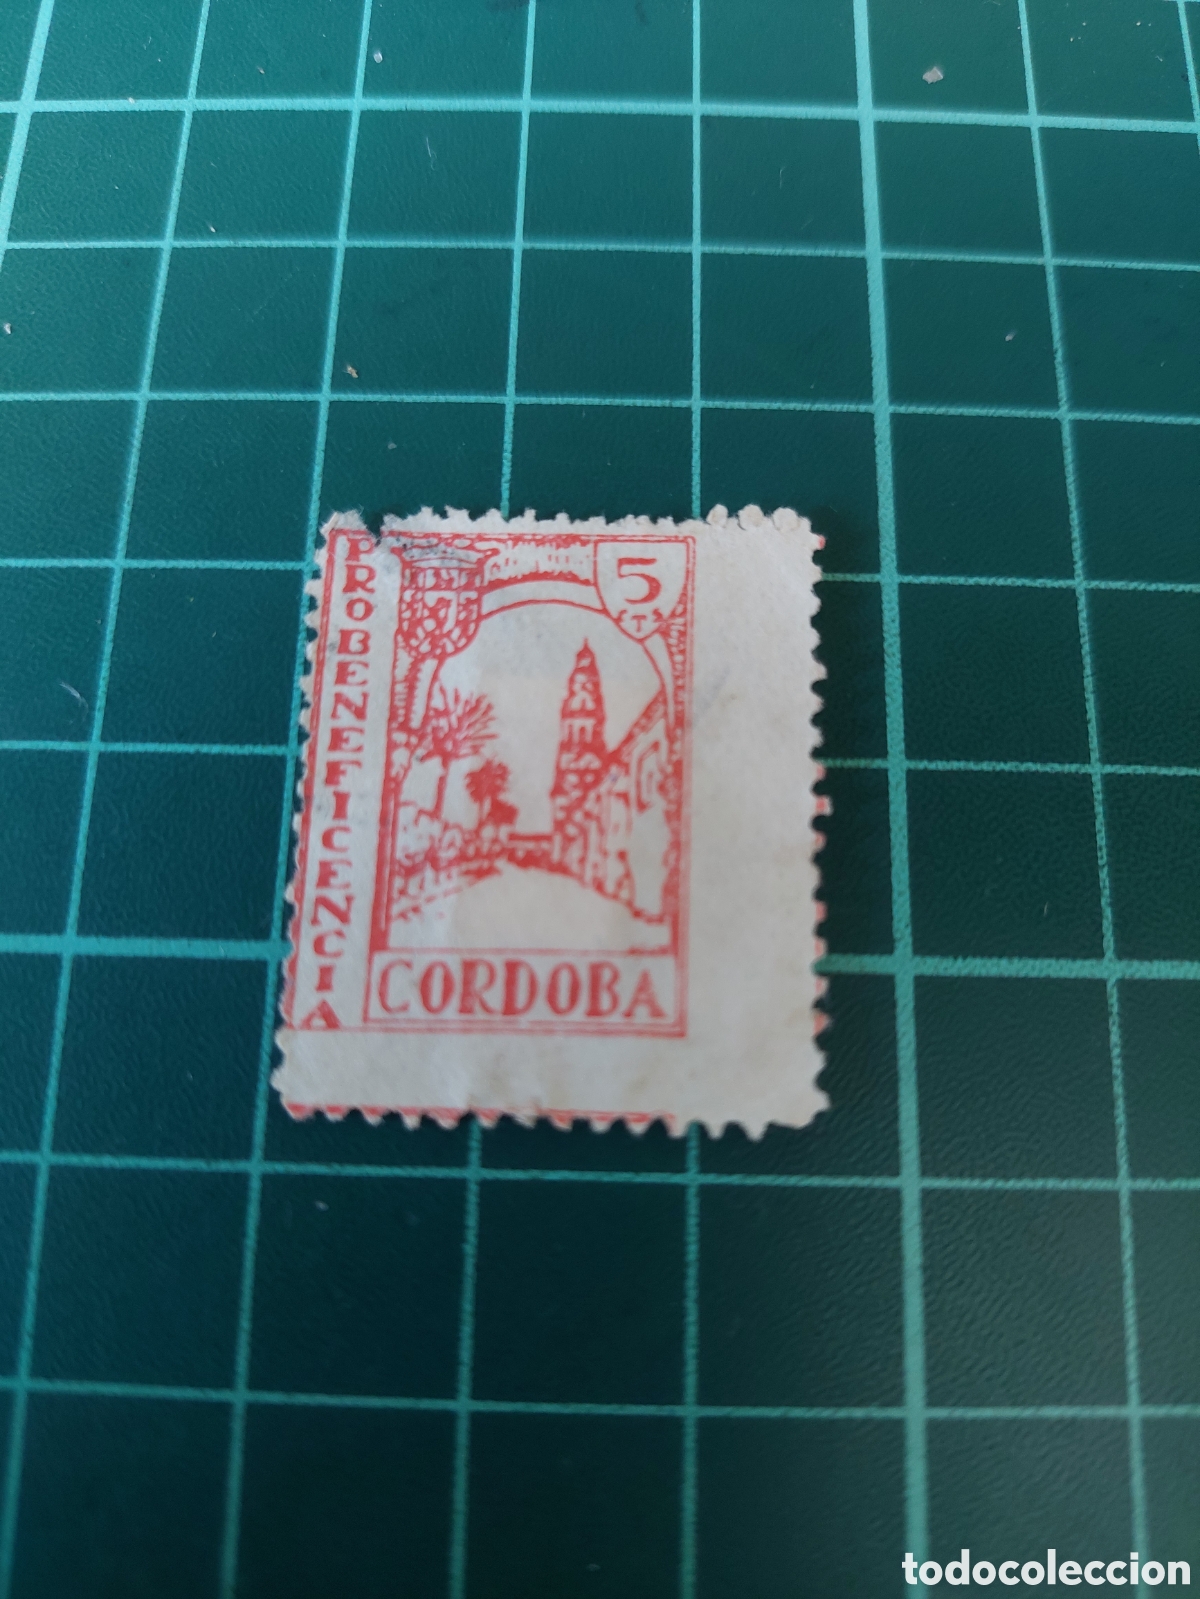 PRO BENEFICENCIA
5
CTS
CORDOBA
todocoleccion